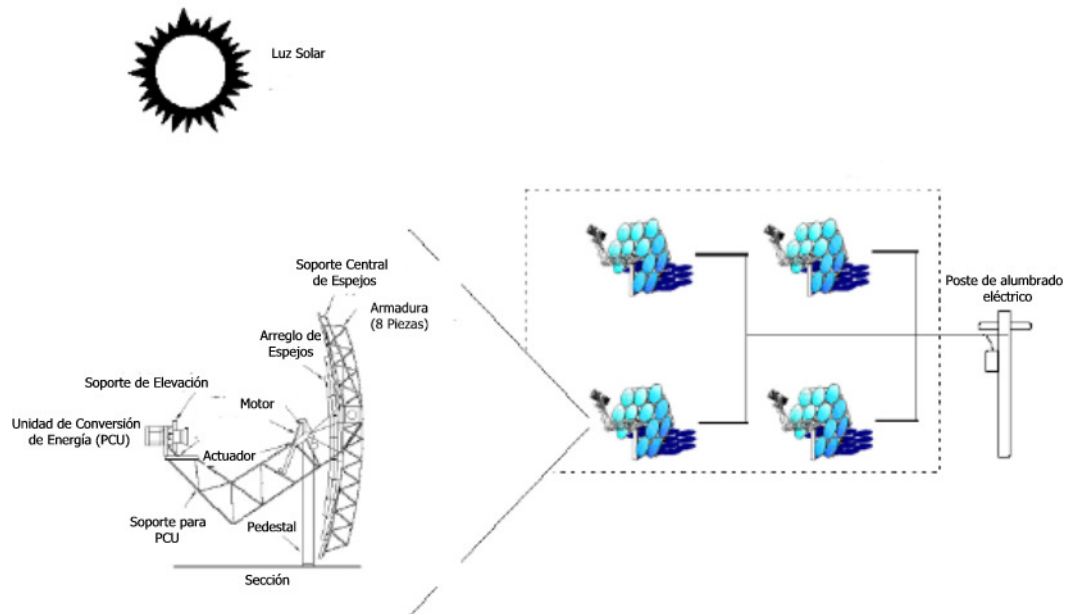 Luz Solar
Soporte Central
de Espejos
Armadura
(8 Piezas)
Arreglo de
Espejos
Soporte de Elevación
Motor
Unidad de Conversión
de Energía (PCU)
Actuador
Soporte para
PCU
Pedestal
Sección
Poste de alumbrado
eléctrico